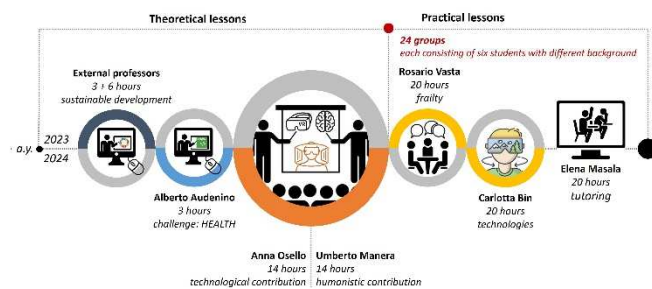 Theoretical lessons
Practical lessons
24 groups
each consisting of six students with different background
External professors
3 + 6 hours
sustainable development
Rosario Vasta
20 hours
frailty
a.y.
2023
2024
Alberto Audenino
3 hours
challenge: HEALTH
Carlotta Bin
20 hours
technologies
Elena Masala
20 hours
tutoring
Anna Osello
14 hours
technological contribution
Umberto Manera
14 hours
humanistic contribution